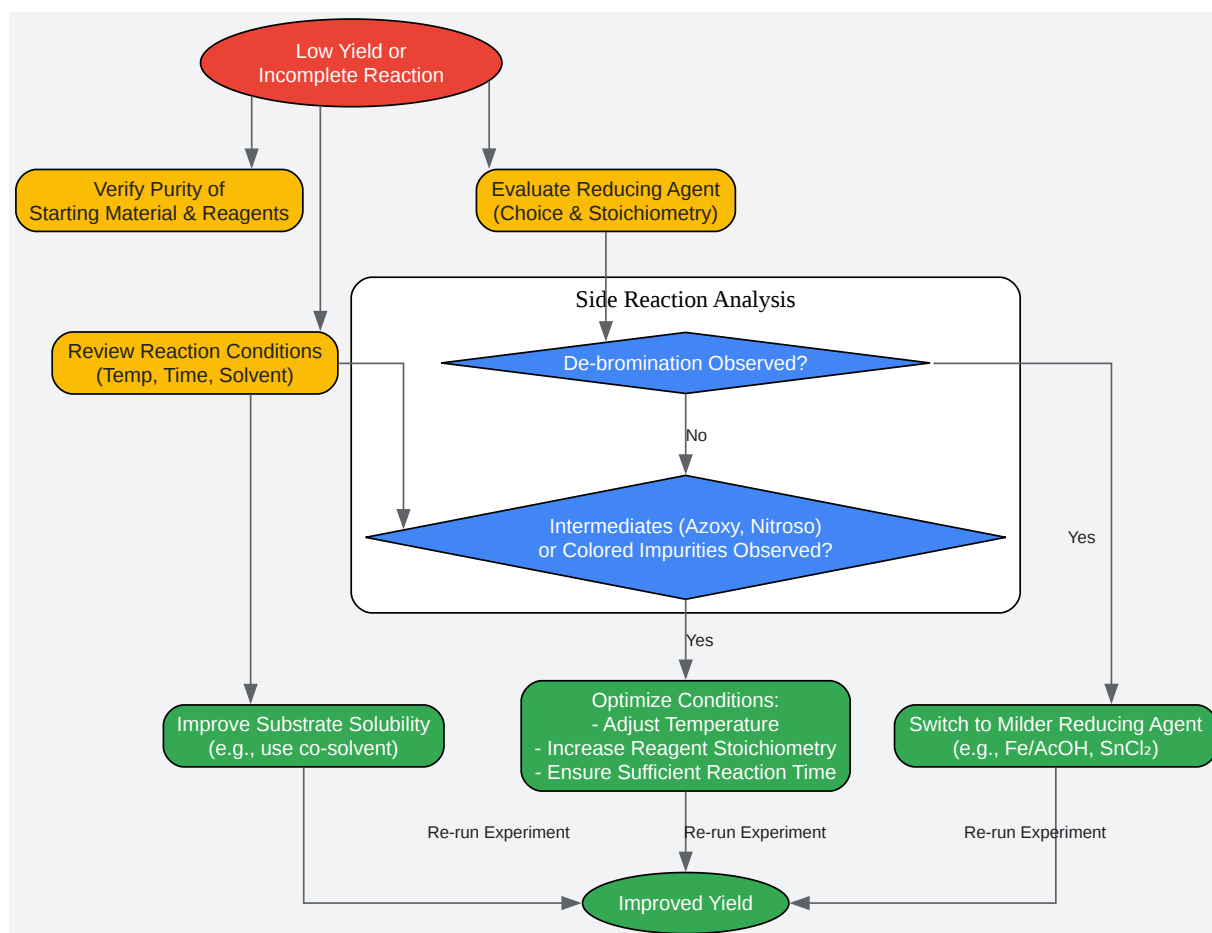 Low Yield or
Incomplete Reaction
Verify Purity of
Starting Material & Reagents
Evaluate Reducing Agent
(Choice & Stoichiometry)
Side Reaction Analysis
Review Reaction Conditions
(Temp, Time, Solvent)
De-bromination Observed?
No
Intermediates (Azoxy, Nitroso)
or Colored Impurities Observed?
Yes
Yes
Improve Substrate Solubility
(e.g., use co-solvent)
Optimize Conditions:
- Adjust Temperature
- Increase Reagent Stoichiometry
- Ensure Sufficient Reaction Time
Switch to Milder Reducing Agent
(e.g., Fe/AcOH, SnCl₂)
Re-run Experiment
Re-run Experiment
Re-run Experiment
Improved Yield